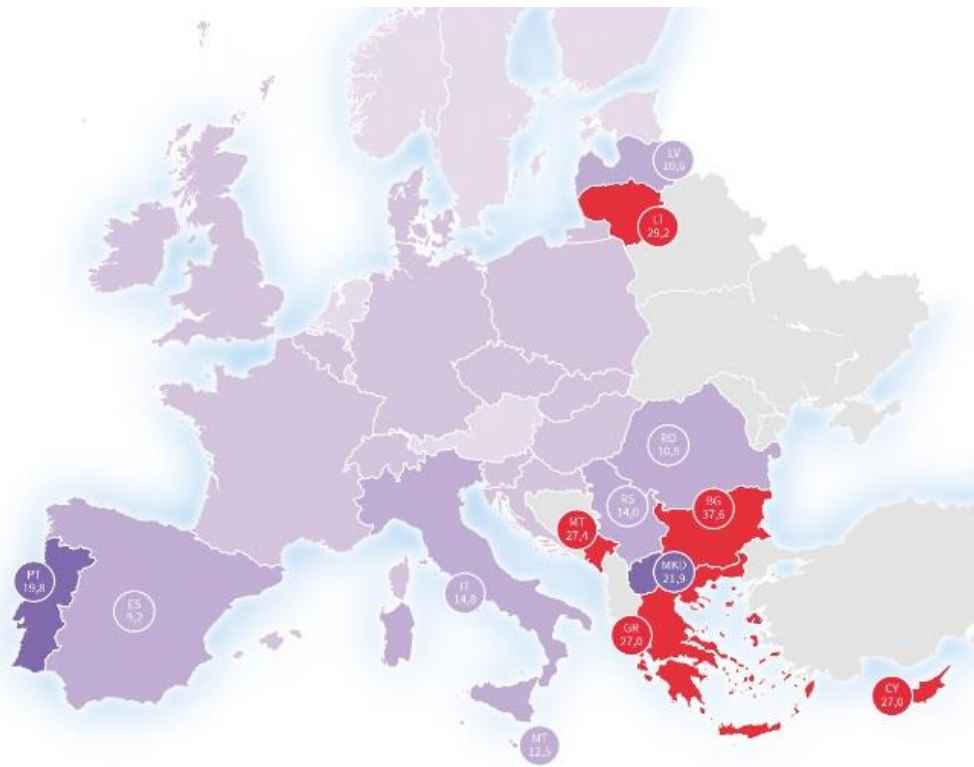 LV
10,6
LT
29,2
RO
10,9
RS
14,0
BG
37,6
MT
27,4
MKD
21,9
PT
19,8
ES
9,2
IT
14,8
GR
27,0
CY
27,0
MT
12,5